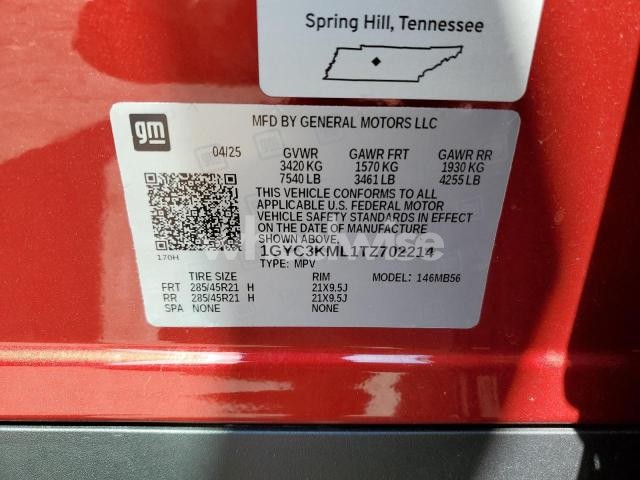 Spring Hill, Tennessee
gm
MFD BY GENERAL MOTORS LLC
04/25 GVWR GAWR FRT GAWR RR
3420 KG 1570 KG 1930 KG
7540 LB 3461 LB 4255 LB
THIS VEHICLE CONFORMS TO ALL
APPLICABLE U.S. FEDERAL MOTOR
VEHICLE SAFETY STANDARDS IN EFFECT
ON THE DATE OF MANUFACTURE
SHOWN ABOVE.
170H 1GYC3KML1TZ702214
TYPE: MPV
TIRE SIZE RIM MODEL: 146MB56
FRT 285/45R21 H 21X9.5J
RR 285/45R21 H 21X9.5J
SPA NONE NONE